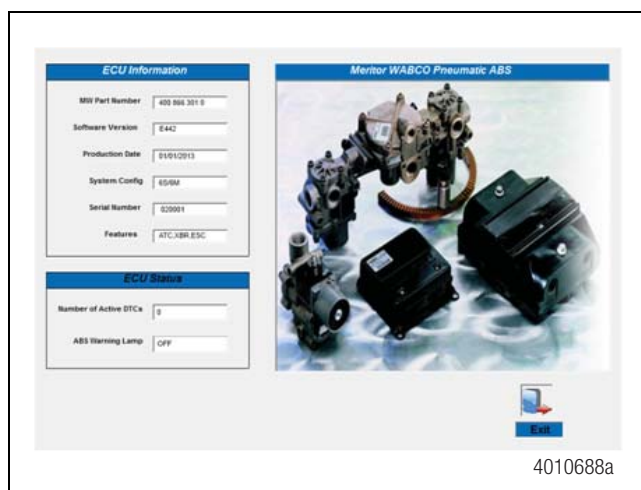 ECU Information
MW Part Number 400 866 301 0
Software Version E442
Production Date 01/01/2013
System Config 6S/6M
Serial Number 020001
Features ATC,XBR,ESC
ECU Status
Number of Active DTCs 0
ABS Warning Lamp OFF
Meritor WABCO Pneumatic ABS
Exit
4010688a